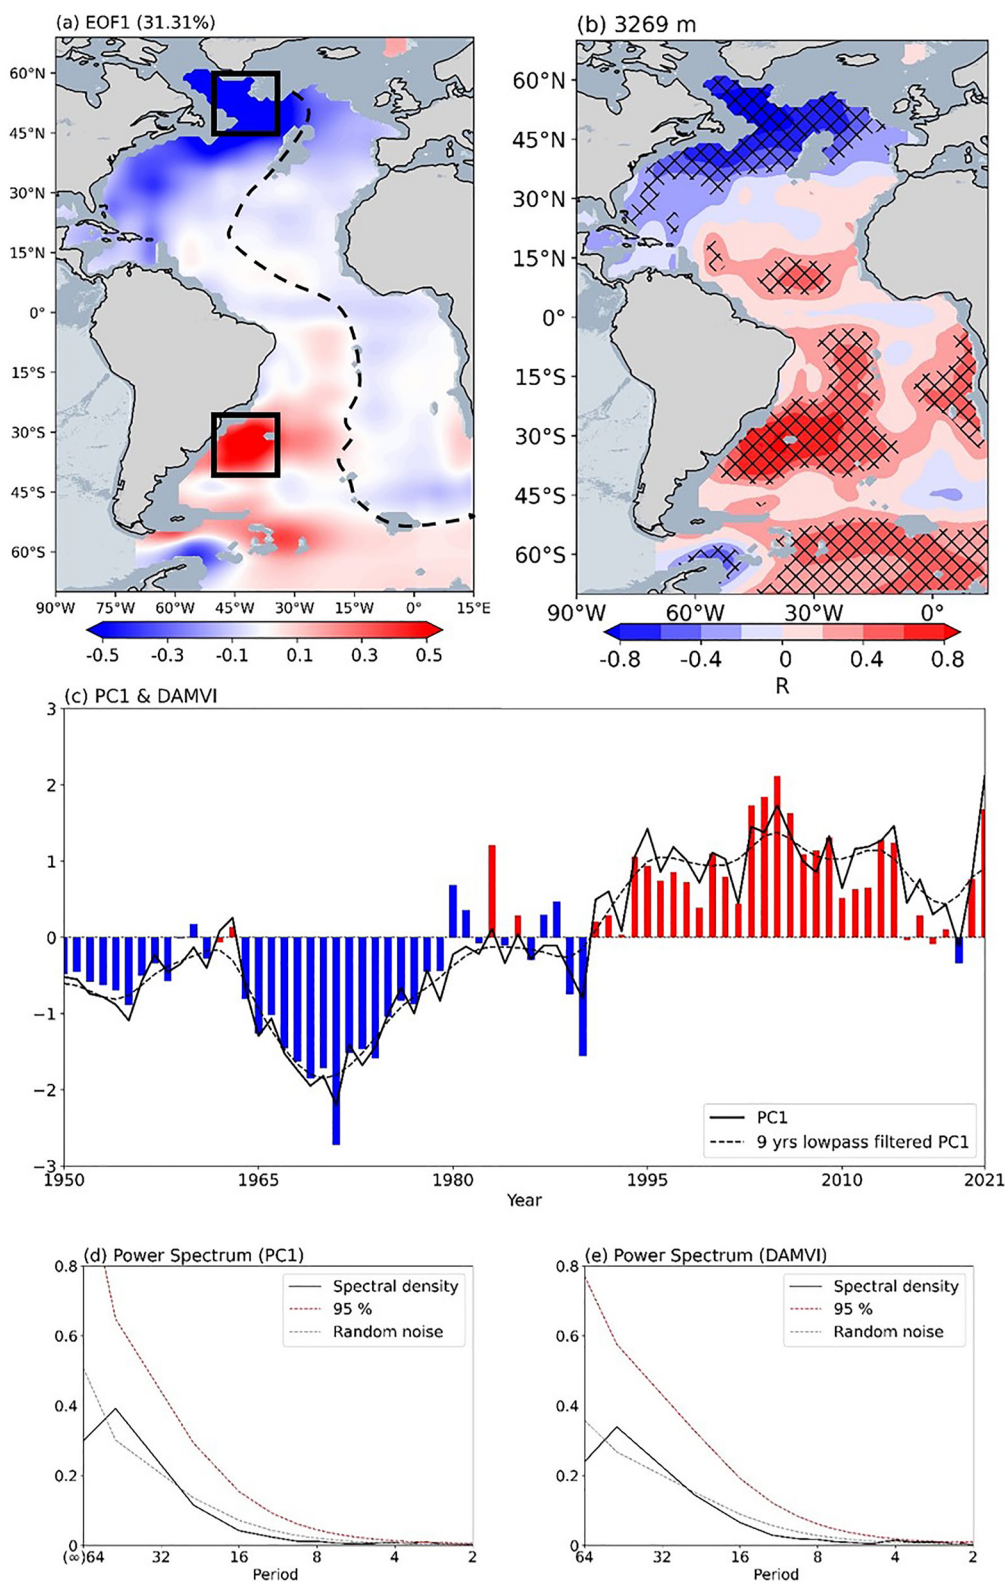 (a) EOF1 (31.31%)
(b) 3269 m
60°N
45°N
30°N
15°N
0°
15°S
30°S
45°S
60°S
90°W 75°W 60°W 45°W 30°W 15°W 0° 15°E
-0.5 -0.3 -0.1 0.1 0.3 0.5
60°N
45°N
30°N
15°N
0°
15°S
30°S
45°S
60°S
90°W 60°W 30°W 0°
-0.8 -0.4 0 0.4 0.8
R
(c) PC1 & DAMVI
3
2
1
0
−1
−2
−3
PC1
9 yrs lowpass filtered PC1
1950 1965 1980 1995 2010 2021
Year
(d) Power Spectrum (PC1)
0.8
0.6
0.4
0.2
0
Spectral density
95 %
Random noise
(∞)64 32 16 8 4 2
Period
(e) Power Spectrum (DAMVI)
0.8
0.6
0.4
0.2
0
Spectral density
95 %
Random noise
64 32 16 8 4 2
Period